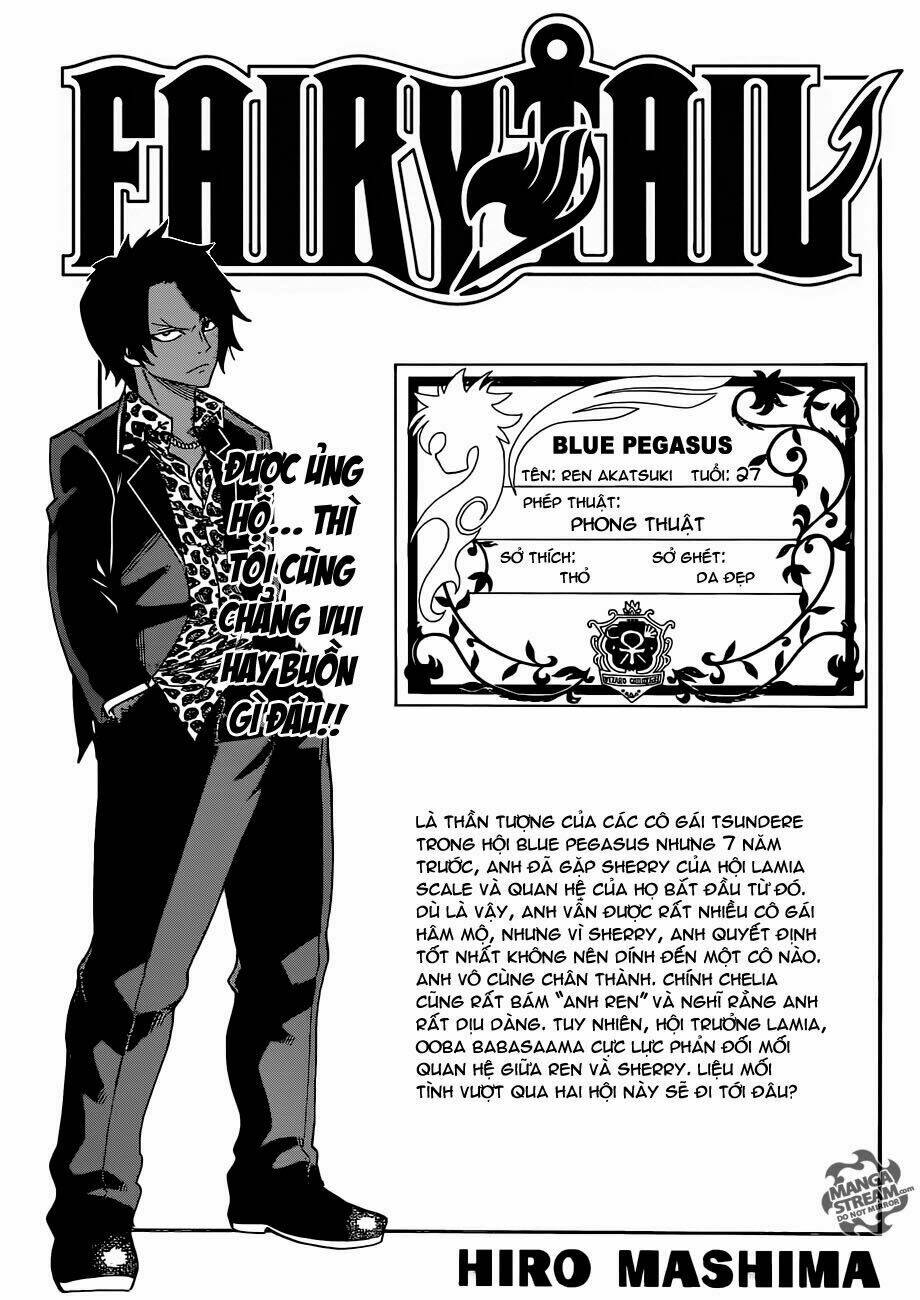 FAIRY TAIL
BLUE PEGASUS
TÊN: REN AKATSUKI TUỔI: 27
PHÉP THUẬT:
PHONG THUẬT
SỞ THÍCH: SỞ GHÉT:
THỎ DA ĐẸP
WIZARD GUILD
ĐƯỢC ỦNG
HỘ... THÌ
TÔI CŨNG
CHẲNG VUI
HAY BUỒN
GÌ ĐÂU!!
LÀ THẦN TƯỢNG CỦA CÁC CÔ GÁI TSUNDERE
TRONG HỘI BLUE PEGASUS NHƯNG 7 NĂM
TRƯỚC, ANH ĐÃ GẶP SHERRY CỦA HỘI LAMIA
SCALE VÀ QUAN HỆ CỦA HỌ BẮT ĐẦU TỪ ĐÓ.
DÙ LÀ VẬY, ANH VẪN ĐƯỢC RẤT NHIỀU CÔ GÁI
HÂM MỘ, NHƯNG VÌ SHERRY, ANH QUYẾT ĐỊNH
TỐT NHẤT KHÔNG NÊN DÍNH ĐẾN MỘT CÔ NÀO.
ANH VÔ CÙNG CHÂN THÀNH. CHÍNH CHELIA
CŨNG RẤT BÁM "ANH REN" VÀ NGHĨ RẰNG ANH
RẤT DỊU DÀNG. TUY NHIÊN, HỘI TRƯỞNG LAMIA,
OOBA BABASAAMA CỰC LỰC PHẢN ĐỐI MỐI
QUAN HỆ GIỮA REN VÀ SHERRY. LIỆU MỐI
TÌNH VƯỢT QUA HAI HỘI NÀY SẼ ĐI TỚI ĐÂU?
MANGA
STREAM.com
DO NOT MIRROR
HIRO MASHIMA